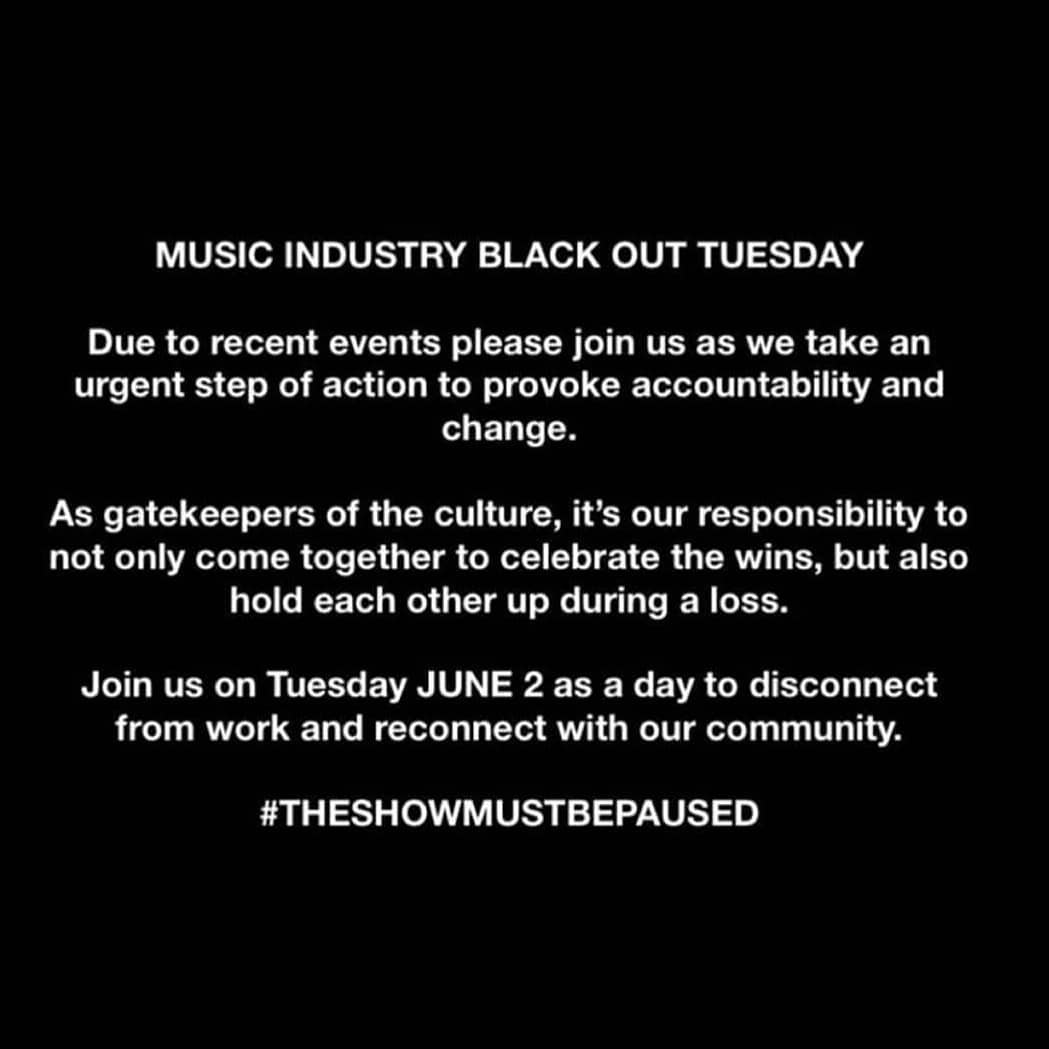 MUSIC INDUSTRY BLACK OUT TUESDAY
Due to recent events please join us as we take an
urgent step of action to provoke accountability and
change.
As gatekeepers of the culture, it’s our responsibility to
not only come together to celebrate the wins, but also
hold each other up during a loss.
Join us on Tuesday JUNE 2 as a day to disconnect
from work and reconnect with our community.
#THESHOWMUSTBEPAUSED